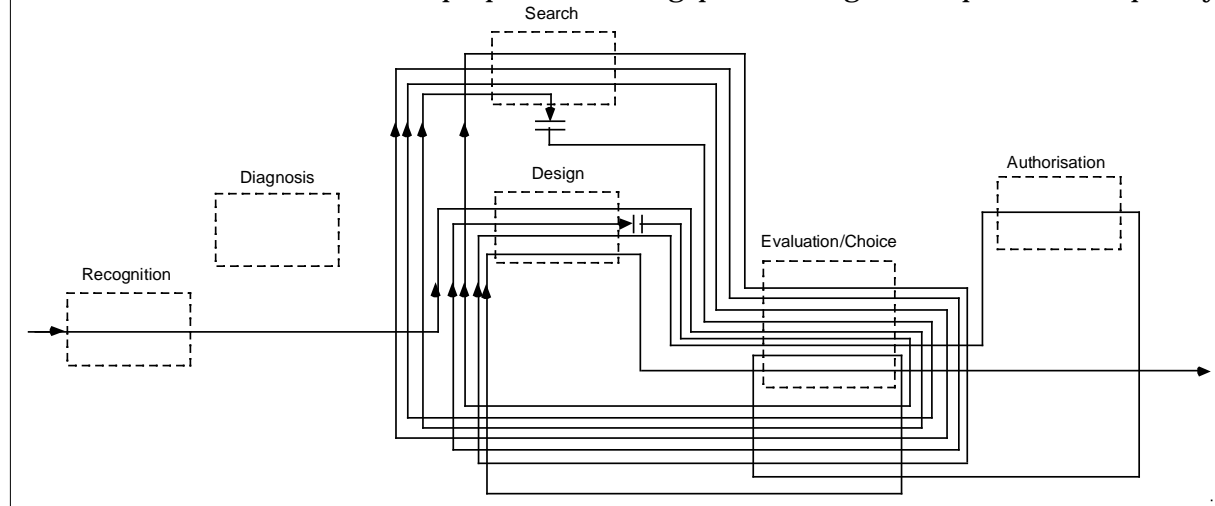 Search
Design
Authorisation
Diagnosis
Evaluation/Choice
Recognition